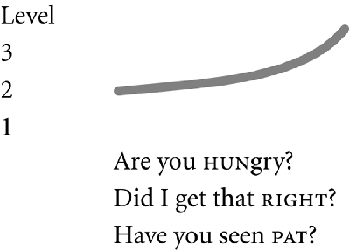 Level
3
2
1
Are you HUNgry?
Did I get that RIGHT?
Have you seen PAT?